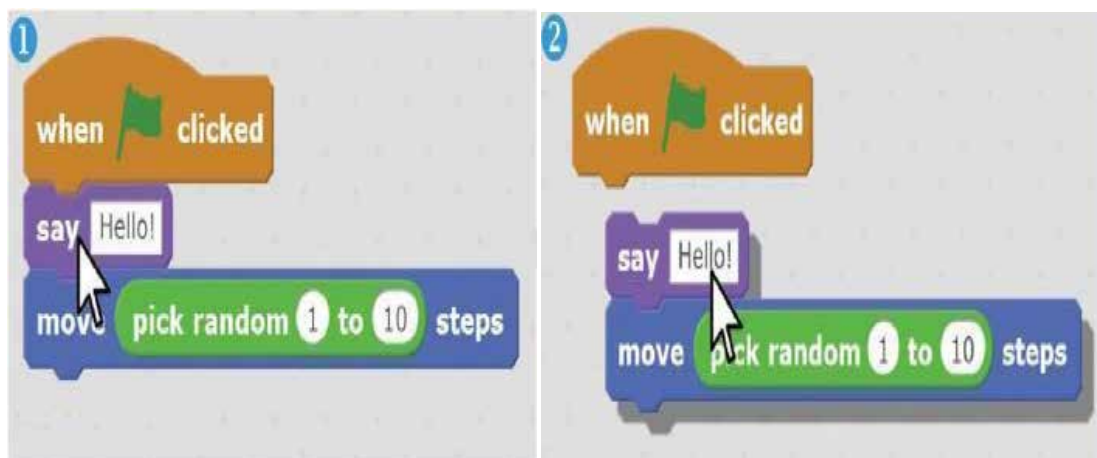 1
when clicked
say Hello!
move pick random 1 to 10 steps
2
when clicked
say Hello!
move pick random 1 to 10 steps